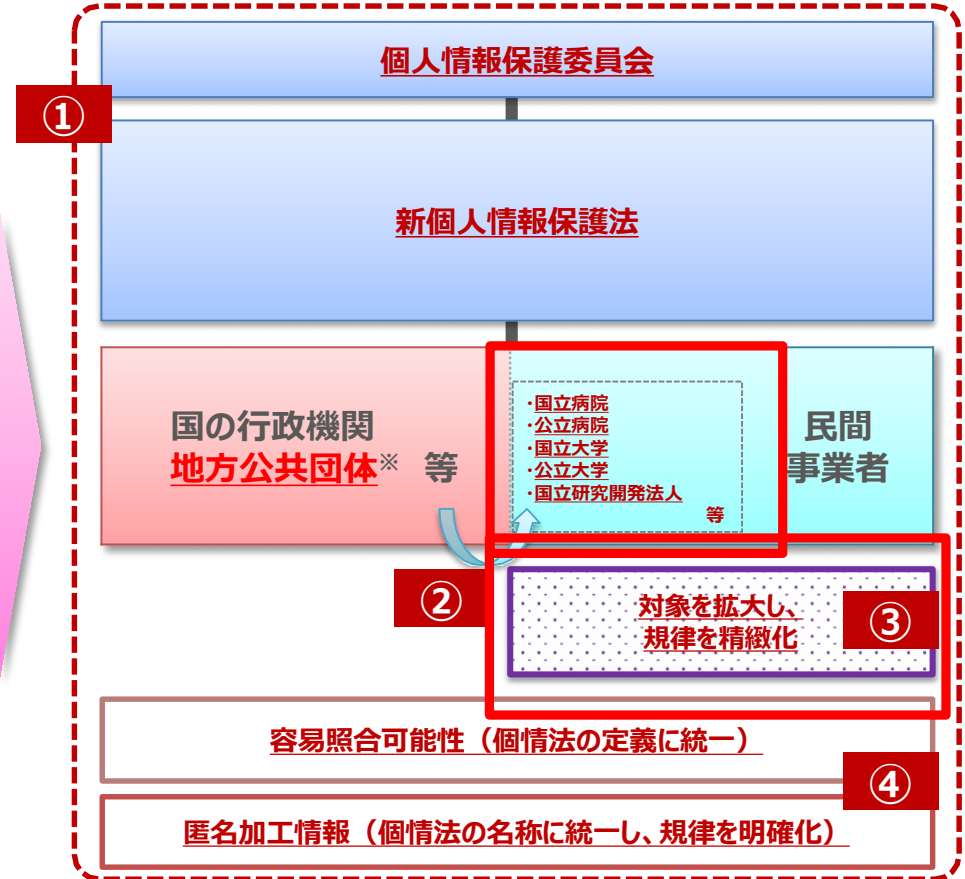 個人情報保護委員会
①
新個人情報保護法
国の行政機関
地方公共団体※ 等
・国立病院
・公立病院
・国立大学
・公立大学
・国立研究開発法人
等
民間
事業者
②
対象を拡大し、
規律を精緻化
③
容易照合可能性（個情法の定義に統一）
④
匿名加工情報（個情法の名称に統一し、規律を明確化）